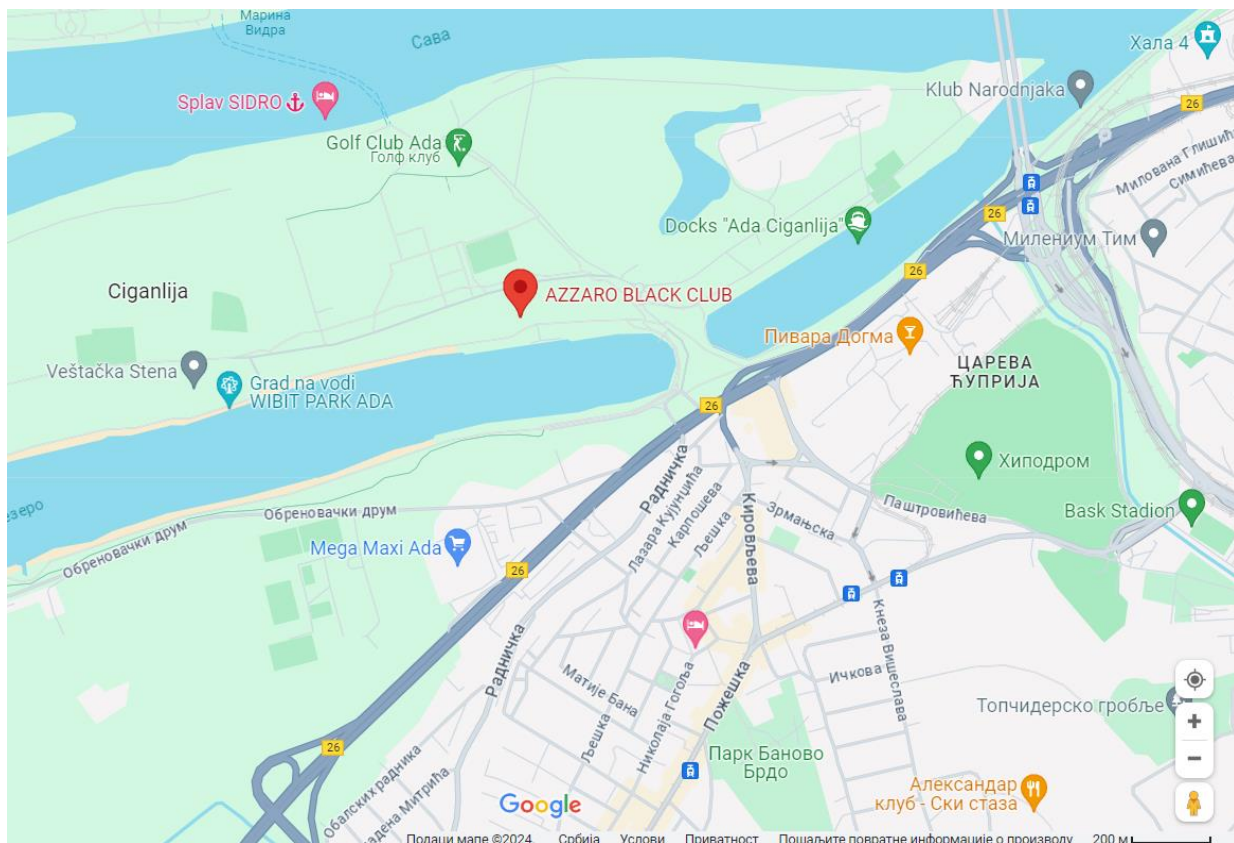 Марина
Видра
Сава
Хала 4
Klub Narodnjaka
Splav SIDRO
Golf Club Ada
Голф клуб
26
Милована Глишић
Симићева
Docks "Ada Ciganlija"
26
Милениум Тим
26
Ciganlija
AZZARO BLACK CLUB
Пивара Догма
ЦАРЕВА
ЋУПРИЈА
Veštačka Stena
Grad na vodi
WIBIT PARK ADA
26
Хиподром
Радничка
Лазара Кујунџића
Карпошева
Љешка
Кировљева
Зрмањска
Паштровићева
Bask Stadion
езеро
Обреновачки друм
Обреновачки друм
Mega Maxi Ada
26
Кнеза Вишеслава
Радничка
Матије Бана
Николаја Гогоља
Пожешка
Ичкова
Љешка
Топчидерско гробље
26
Парк Баново
Брдо
Обалских радника
адена Митрића
Александар
клуб - Ски стаза
Google
Подаци мапе ©2024
Србија
Услови
Приватност
Пошаљите повратне информације о производу
200 м